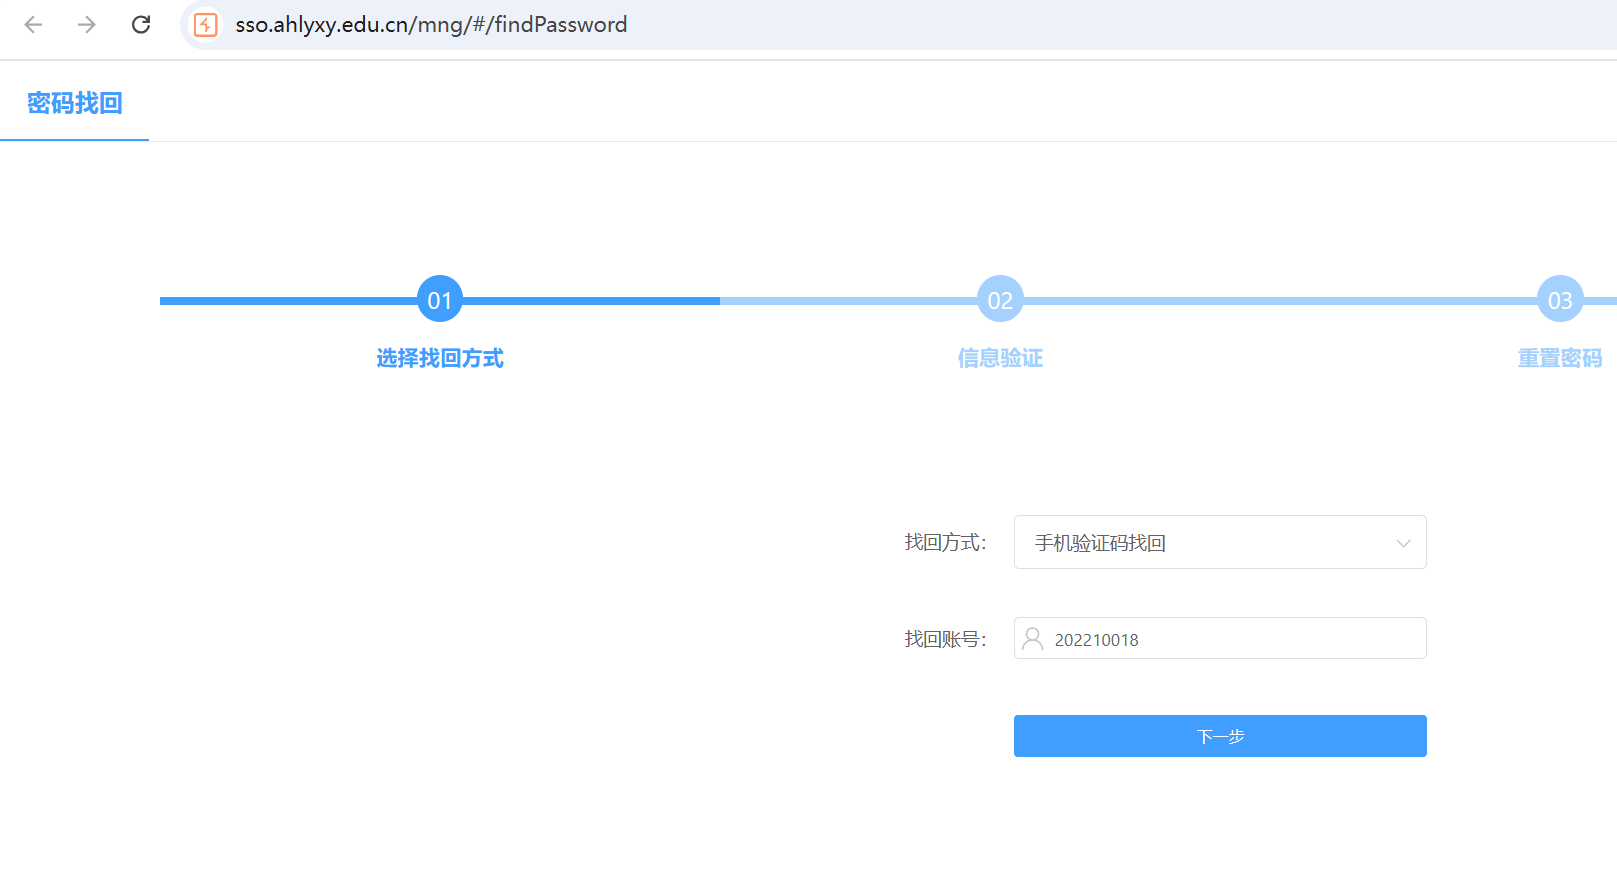 sso.ahlyxy.edu.cn/mng/#/findPassword
密码找回
01
02
03
选择找回方式
信息验证
重置密码
找回方式：
手机验证码找回
找回账号：
202210018
下一步